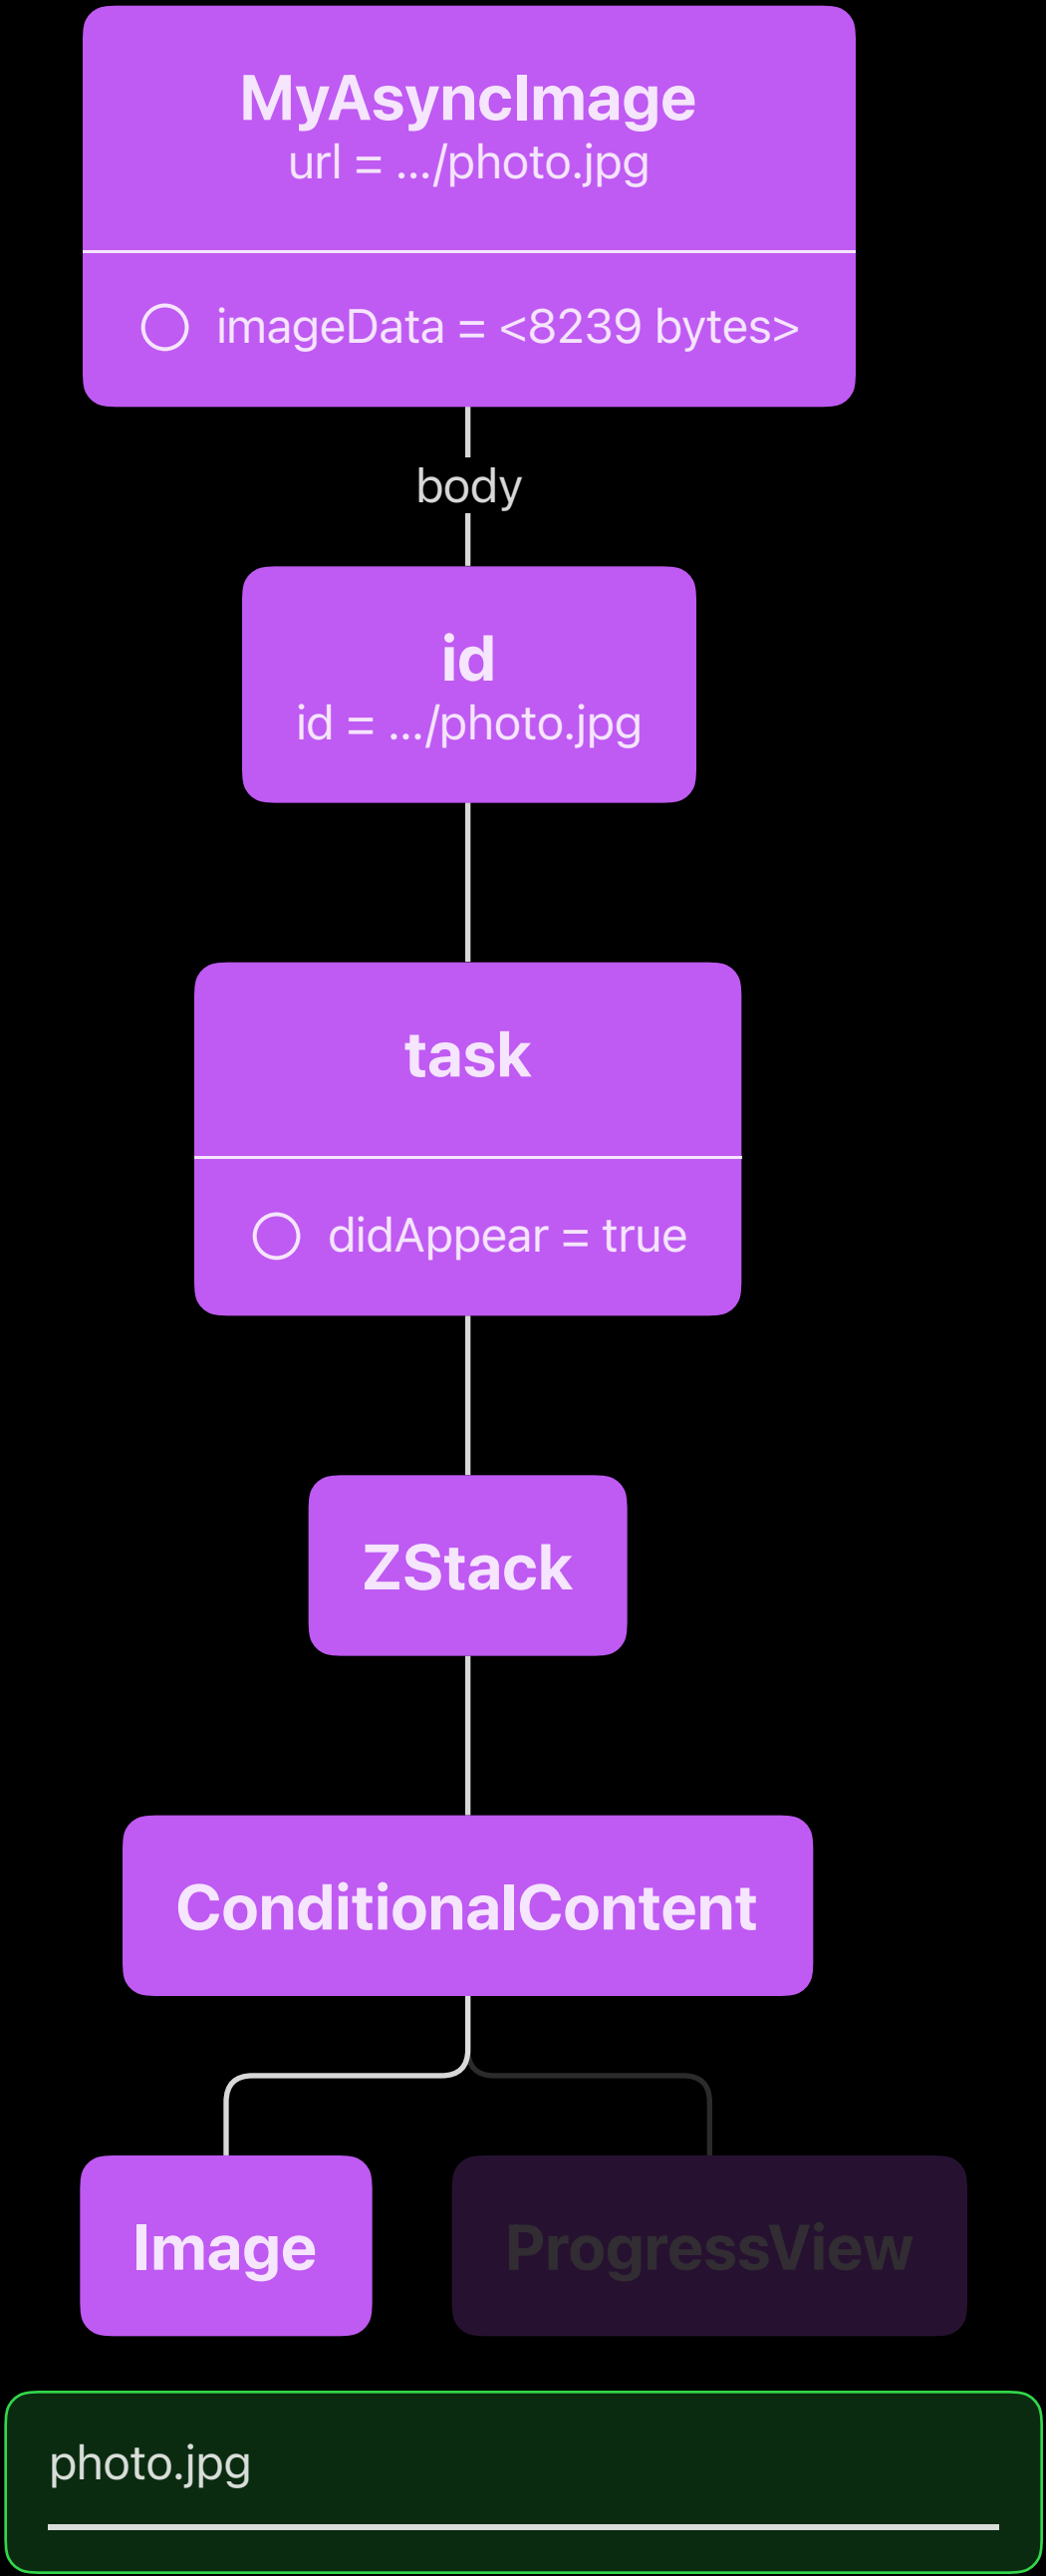 MyAsyncImage
url = .../photo.jpg
imageData = <8239 bytes>
body
id
id = .../photo.jpg
task
didAppear = true
ZStack
ConditionalContent
Image
ProgressView
photo.jpg